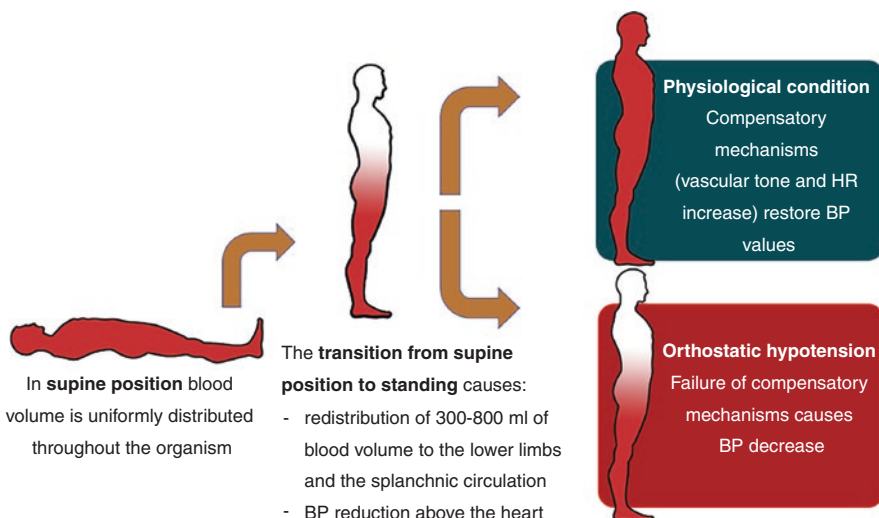 In supine position blood
volume is uniformly distributed
throughout the organism
The transition from supine
position to standing causes:
- redistribution of 300-800 ml of
blood volume to the lower limbs
and the splanchnic circulation
- BP reduction above the heart
Physiological condition
Compensatory
mechanisms
(vascular tone and HR
increase) restore BP
values
Orthostatic hypotension
Failure of compensatory
mechanisms causes
BP decrease